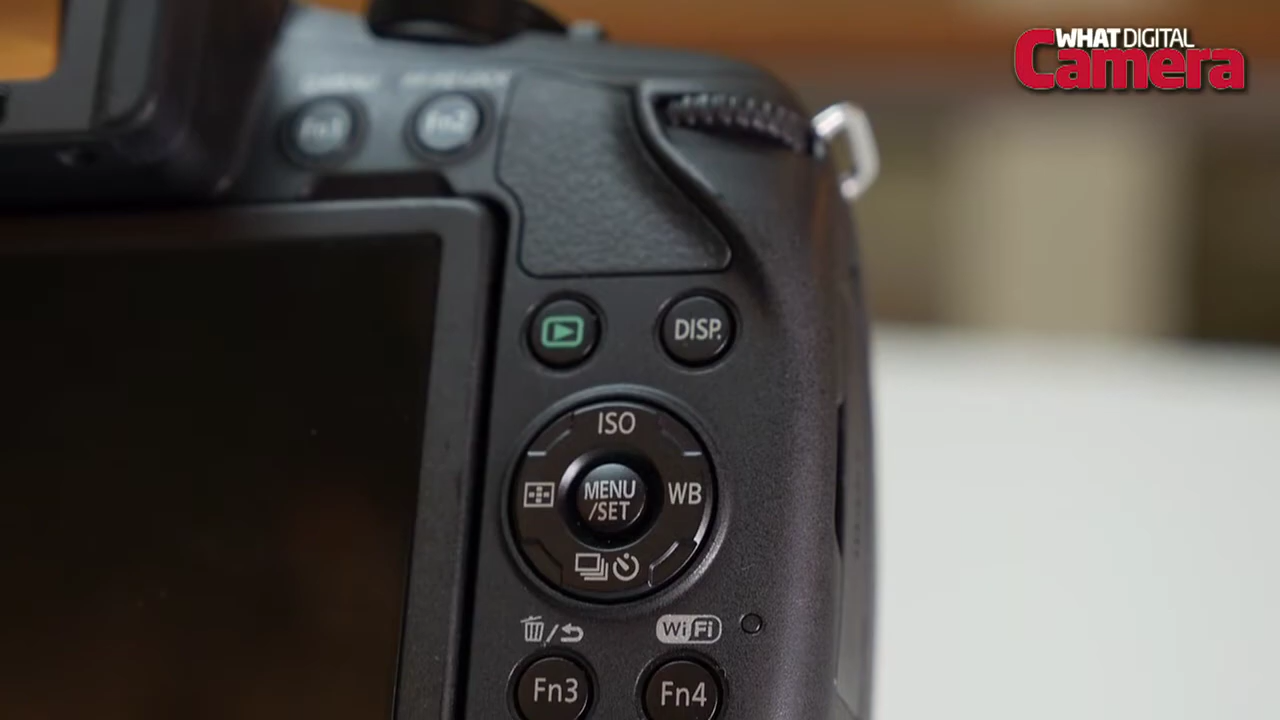 WHAT DIGITAL
Camera
Fn1 Fn2
DISP.
ISO
MENU
/SET
WB
WiFi
Fn3 Fn4